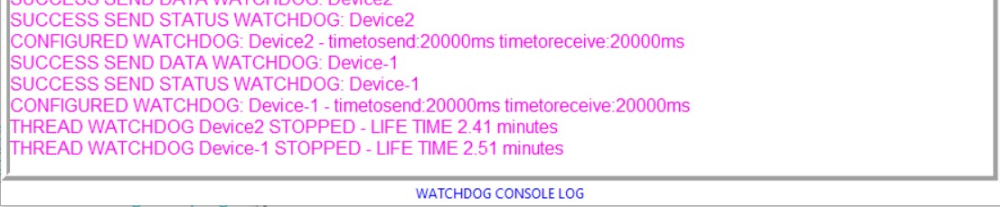 SUCCESS SEND DATA WATCHDOG: Device2
SUCCESS SEND STATUS WATCHDOG: Device2
CONFIGURED WATCHDOG: Device2 - timetosend:20000ms timetoreceive:20000ms
SUCCESS SEND DATA WATCHDOG: Device-1
SUCCESS SEND STATUS WATCHDOG: Device-1
CONFIGURED WATCHDOG: Device-1 - timetosend:20000ms timetoreceive:20000ms
THREAD WATCHDOG Device2 STOPPED - LIFE TIME 2.41 minutes
THREAD WATCHDOG Device-1 STOPPED - LIFE TIME 2.51 minutes
WATCHDOG CONSOLE LOG